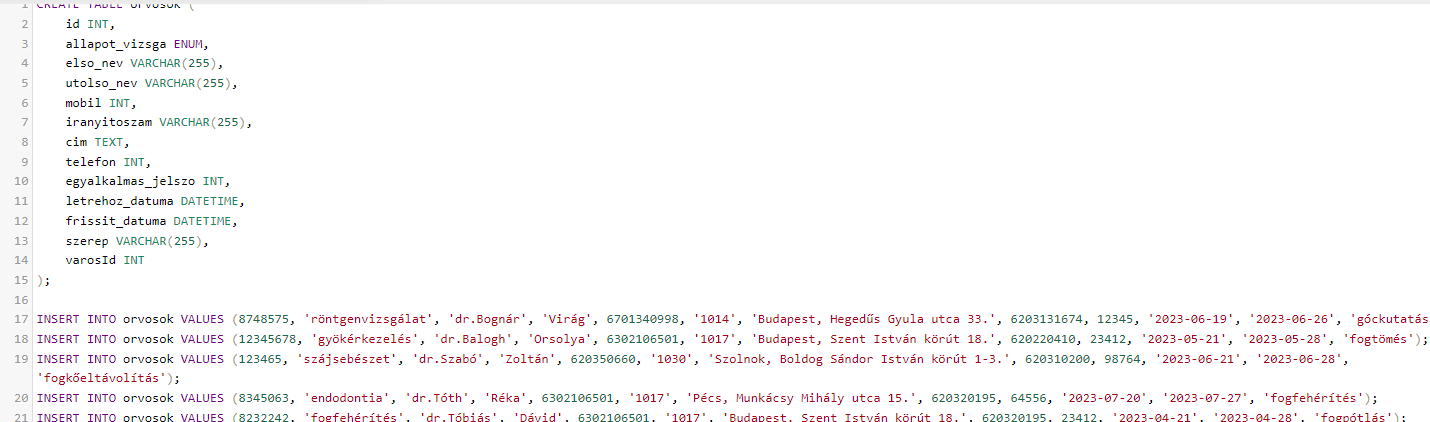 1 CREATE TABLE orvosok (
2 id INT,
3 allapot_vizsga ENUM,
4 elso_nev VARCHAR(255),
5 utolso_nev VARCHAR(255),
6 mobil INT,
7 iranyitoszam VARCHAR(255),
8 cim TEXT,
9 telefon INT,
10 egyalkalmas_jelszo INT,
11 letrehoz_datuma DATETIME,
12 frissit_datuma DATETIME,
13 szerep VARCHAR(255),
14 varosId INT
15 );
16
17 INSERT INTO orvosok VALUES (8748575, 'röntgenvizsgálat', 'dr.Bognár', 'Virág', 6701340998, '1014', 'Budapest, Hegedűs Gyula utca 33.', 6203131674, 12345, '2023-06-19', '2023-06-26', 'góckutatás
18 INSERT INTO orvosok VALUES (12345678, 'gyökérkezelés', 'dr.Balogh', 'Orsolya', 6302106501, '1017', 'Budapest, Szent István körút 18.', 620220410, 23412, '2023-05-21', '2023-05-28', 'fogtömés');
19 INSERT INTO orvosok VALUES (123465, 'szájsebészet', 'dr.Szabó', 'Zoltán', 620350660, '1030', 'Szolnok, Boldog Sándor István körút 1-3.', 620310200, 98764, '2023-06-21', '2023-06-28',
'fogkőeltávolítás');
20 INSERT INTO orvosok VALUES (8345063, 'endodontia', 'dr.Tóth', 'Réka', 6302106501, '1017', 'Pécs, Munkácsy Mihály utca 15.', 620320195, 64556, '2023-07-20', '2023-07-27', 'fogfehérítés');
21 INSERT INTO orvosok VALUES (8232242, 'fogfehérítés', 'dr.Tóbiás', 'Dávid', 6302106501, '1017', 'Budapest, Szent István körút 18.', 620320195, 23412, '2023-04-21', '2023-04-28', 'fogpótlás');